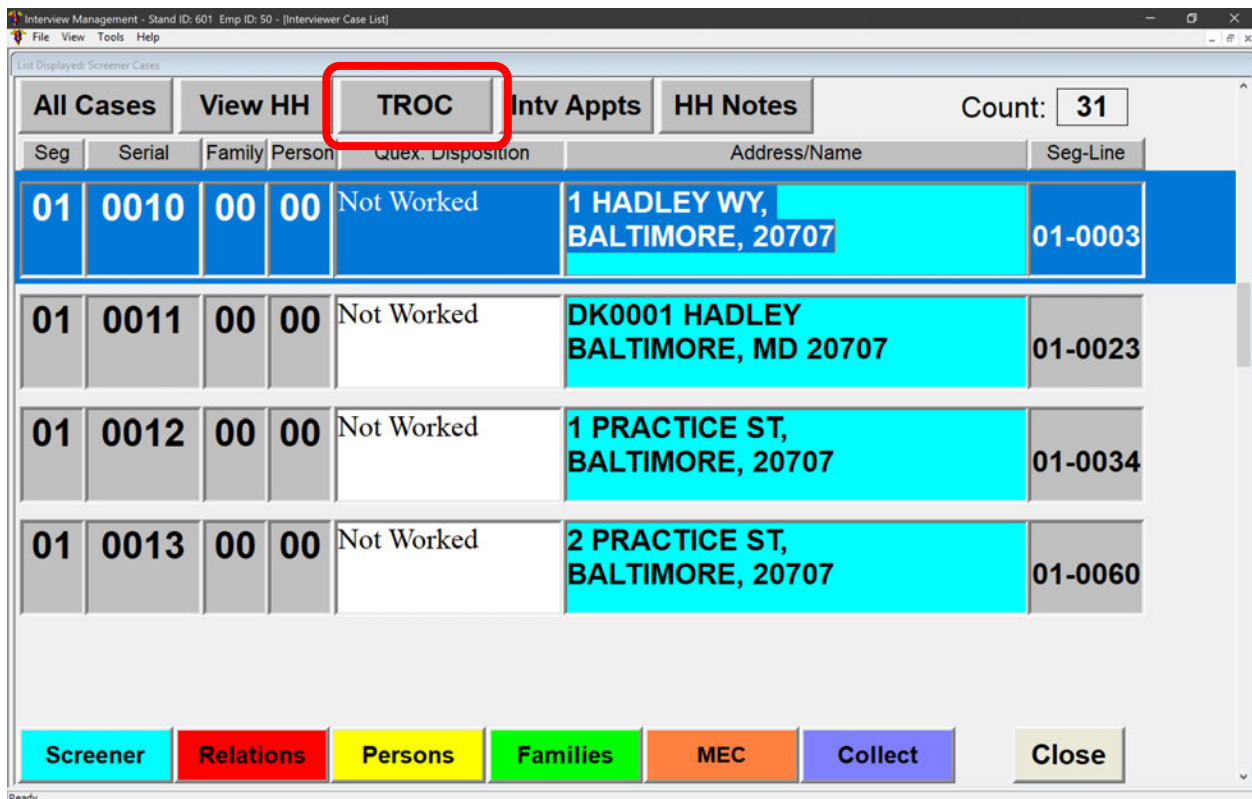 Interview Management - Stand ID: 601 Emp ID: 50 - [Interviewer Case List]
File View Tools Help
List Displayed: Screener Cases
All Cases View HH TROC Intv Appts HH Notes Count: 31
Seg Serial Family Person Quex. Disposition Address/Name Seg-Line
01 0010 00 00 Not Worked 1 HADLEY WY,
BALTIMORE, 20707 01-0003
01 0011 00 00 Not Worked DK0001 HADLEY
BALTIMORE, MD 20707 01-0023
01 0012 00 00 Not Worked 1 PRACTICE ST,
BALTIMORE, 20707 01-0034
01 0013 00 00 Not Worked 2 PRACTICE ST,
BALTIMORE, 20707 01-0060
Screener Relations Persons Families MEC Collect Close
Ready